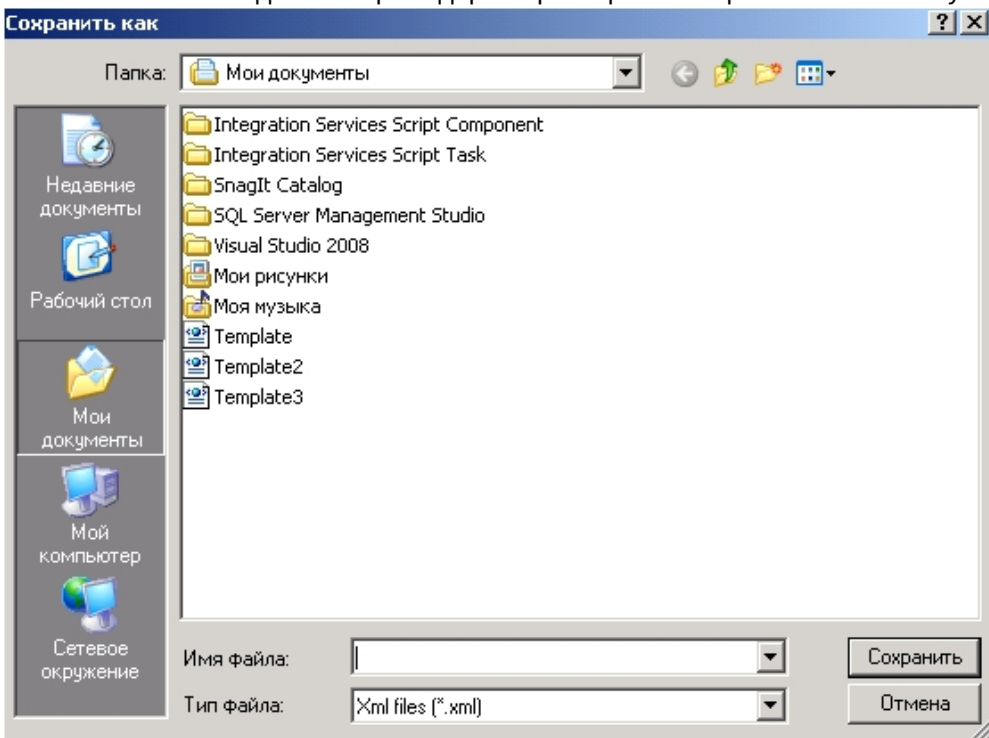 Сохранить как
Папка: Мои документы
Недавние
документы
Рабочий стол
Мои
документы
Мой
компьютер
Сетевое
окружение
Integration Services Script Component
Integration Services Script Task
SnagIt Catalog
SQL Server Management Studio
Visual Studio 2008
Мои рисунки
Моя музыка
Template
Template2
Template3
Имя файла:
Сохранить
Тип файла: Xml files (*.xml)
Отмена